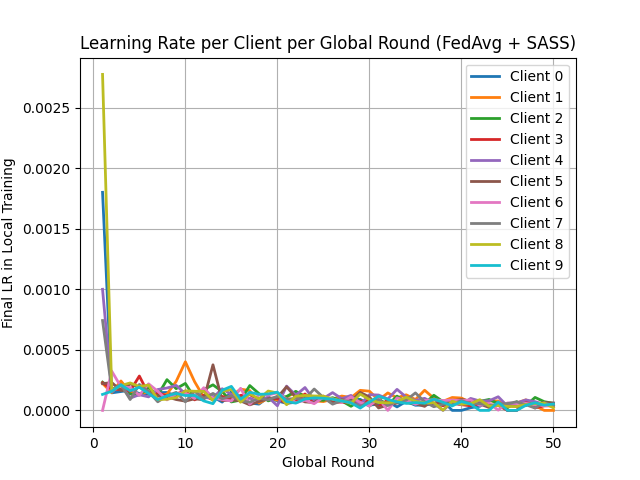 Learning Rate per Client per Global Round (FedAvg + SASS)
Final LR in Local Training
0.0025
0.0020
0.0015
0.0010
0.0005
0.0000
Client 0
Client 1
Client 2
Client 3
Client 4
Client 5
Client 6
Client 7
Client 8
Client 9
0
10
20
30
40
50
Global Round